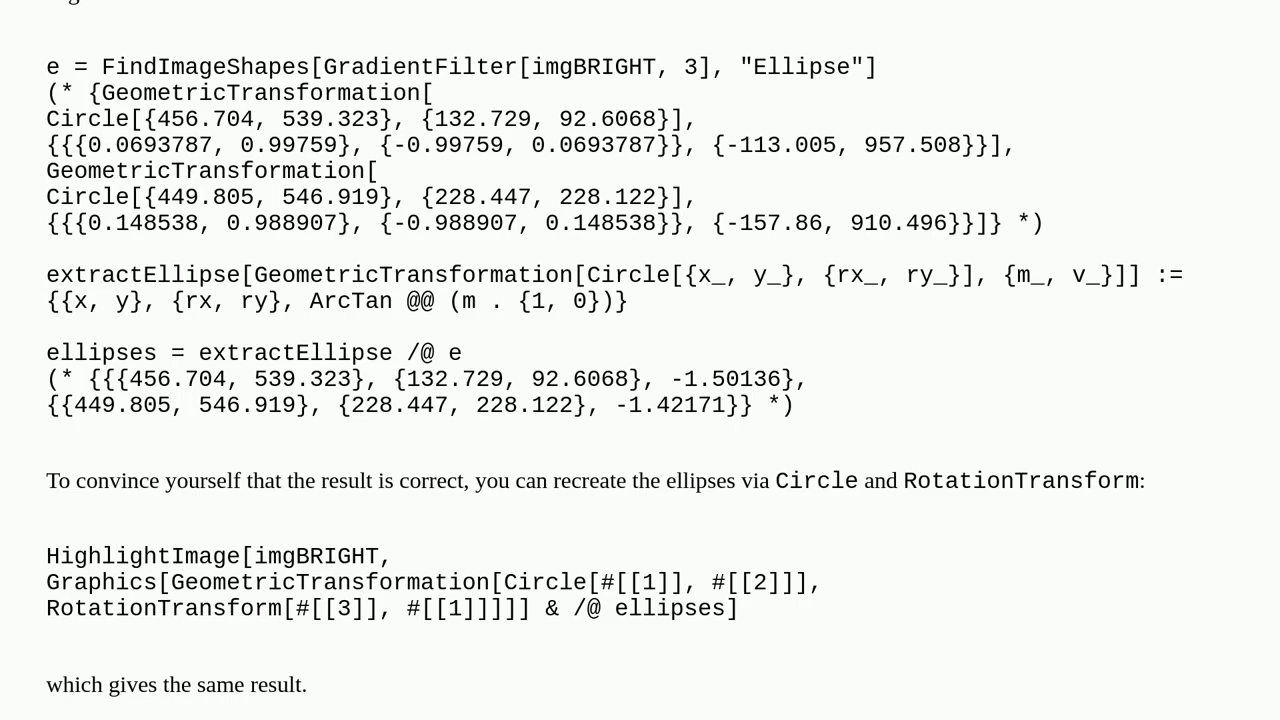 e = FindImageShapes[GradientFilter[imgBRIGHT, 3], "Ellipse"]
(* {GeometricTransformation[
Circle[{456.704, 539.323}, {132.729, 92.6068}],
{{{0.0693787, 0.99759}, {-0.99759, 0.0693787}}, {-113.005, 957.508}}],
GeometricTransformation[
Circle[{449.805, 546.919}, {228.447, 228.122}],
{{{0.148538, 0.988907}, {-0.988907, 0.148538}}, {-157.86, 910.496}}]} *)
extractEllipse[GeometricTransformation[Circle[{x_, y_}, {rx_, ry_}], {m_, v_}]] :=
{{x, y}, {rx, ry}, ArcTan @@ (m . {1, 0})}
ellipses = extractEllipse /@ e
(* {{{456.704, 539.323}, {132.729, 92.6068}, -1.50136},
{{449.805, 546.919}, {228.447, 228.122}, -1.42171}} *)
To convince yourself that the result is correct, you can recreate the ellipses via Circle and RotationTransform:
HighlightImage[imgBRIGHT,
Graphics[GeometricTransformation[Circle[#[[1]], #[[2]]],
RotationTransform[#[[3]], #[[1]]]]] & /@ ellipses]
which gives the same result.